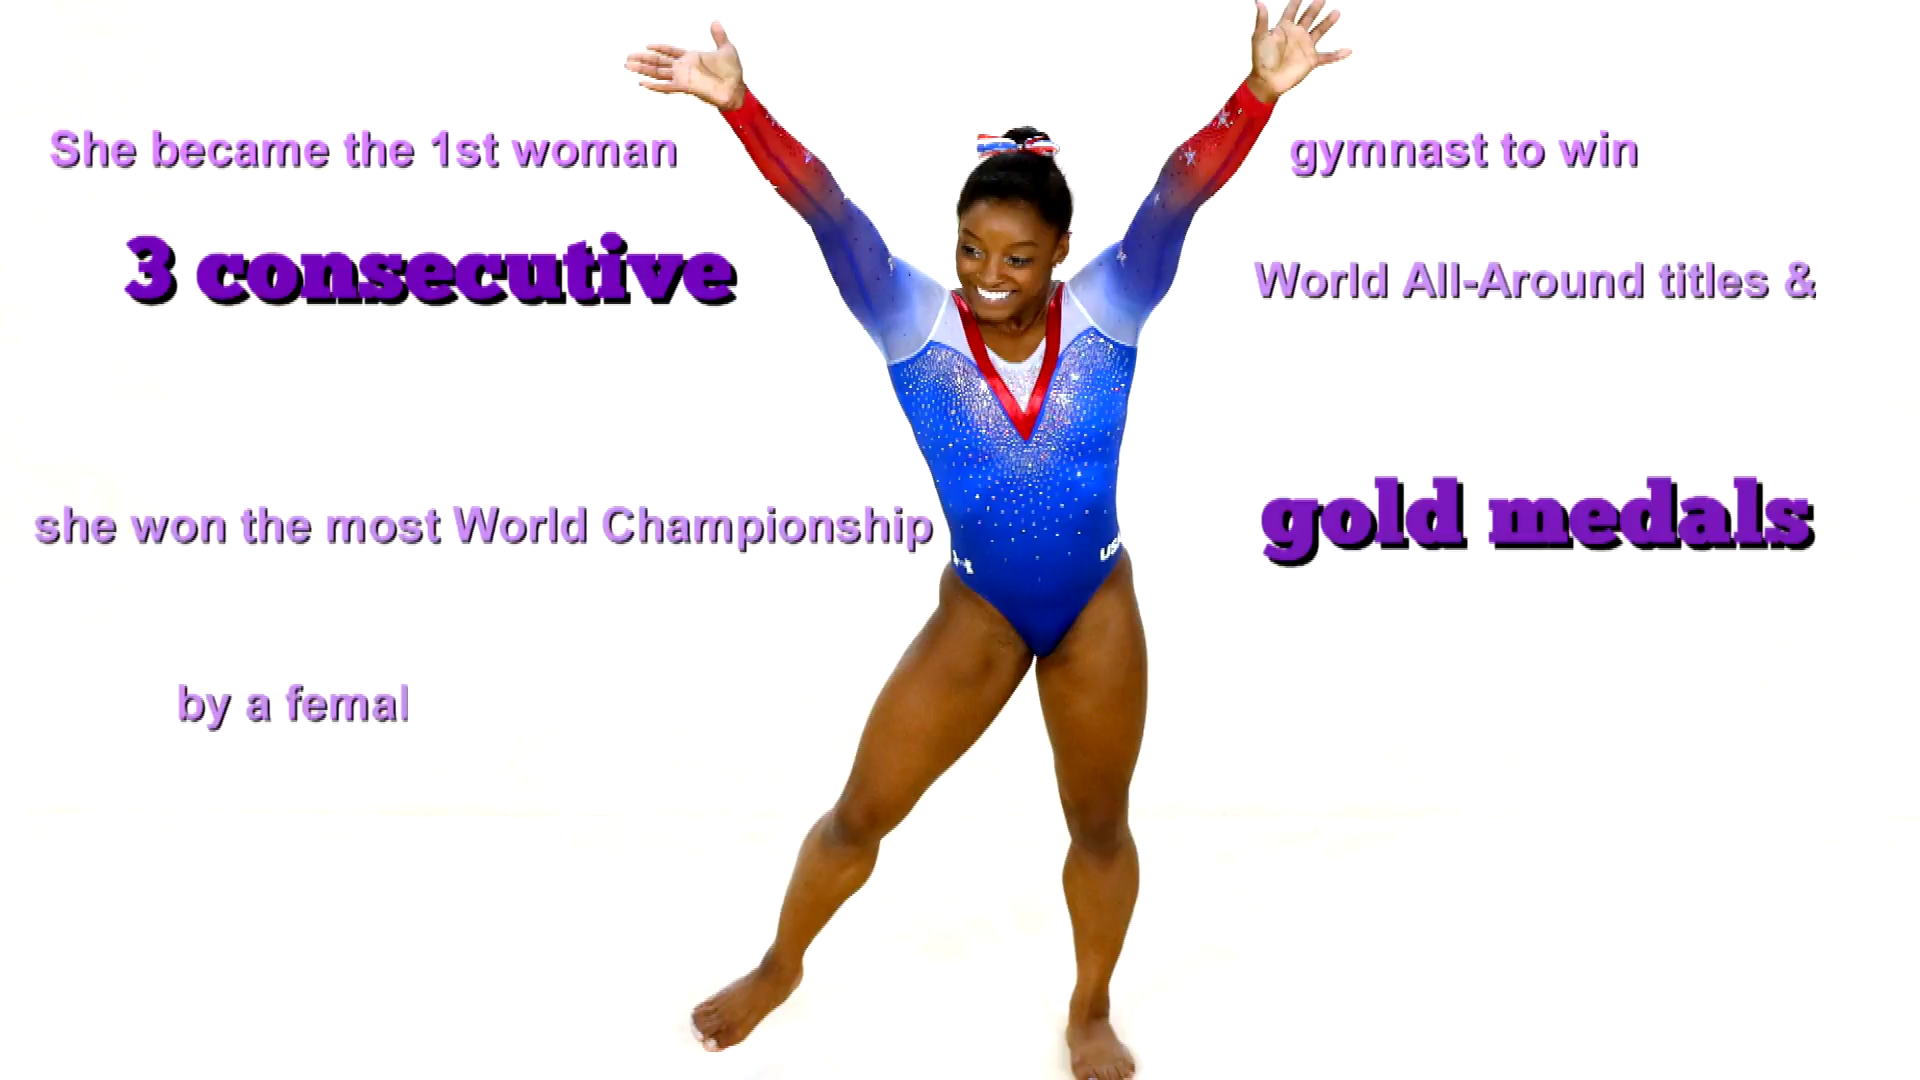 She became the 1st woman gymnast to win
3 consecutive World All-Around titles &
she won the most World Championship gold medals
by a femal
US